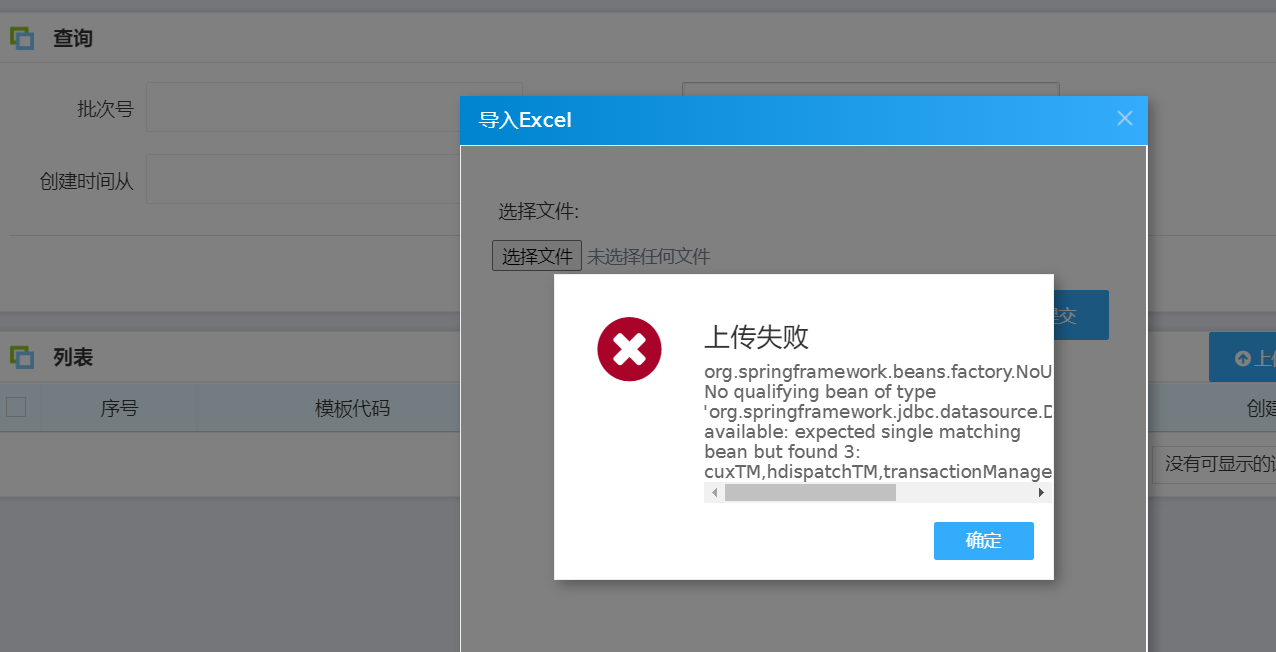 查询
批次号
导入Excel
创建时间从
选择文件:
选择文件 未选择任何文件
上传失败
org.springframework.beans.factory.NoU
No qualifying bean of type
'org.springframework.jdbc.datasource.D
available: expected single matching
bean but found 3:
cuxTM,hdispatchTM,transactionManage
确定
交
列表
上
序号
模板代码
创建
没有可显示的